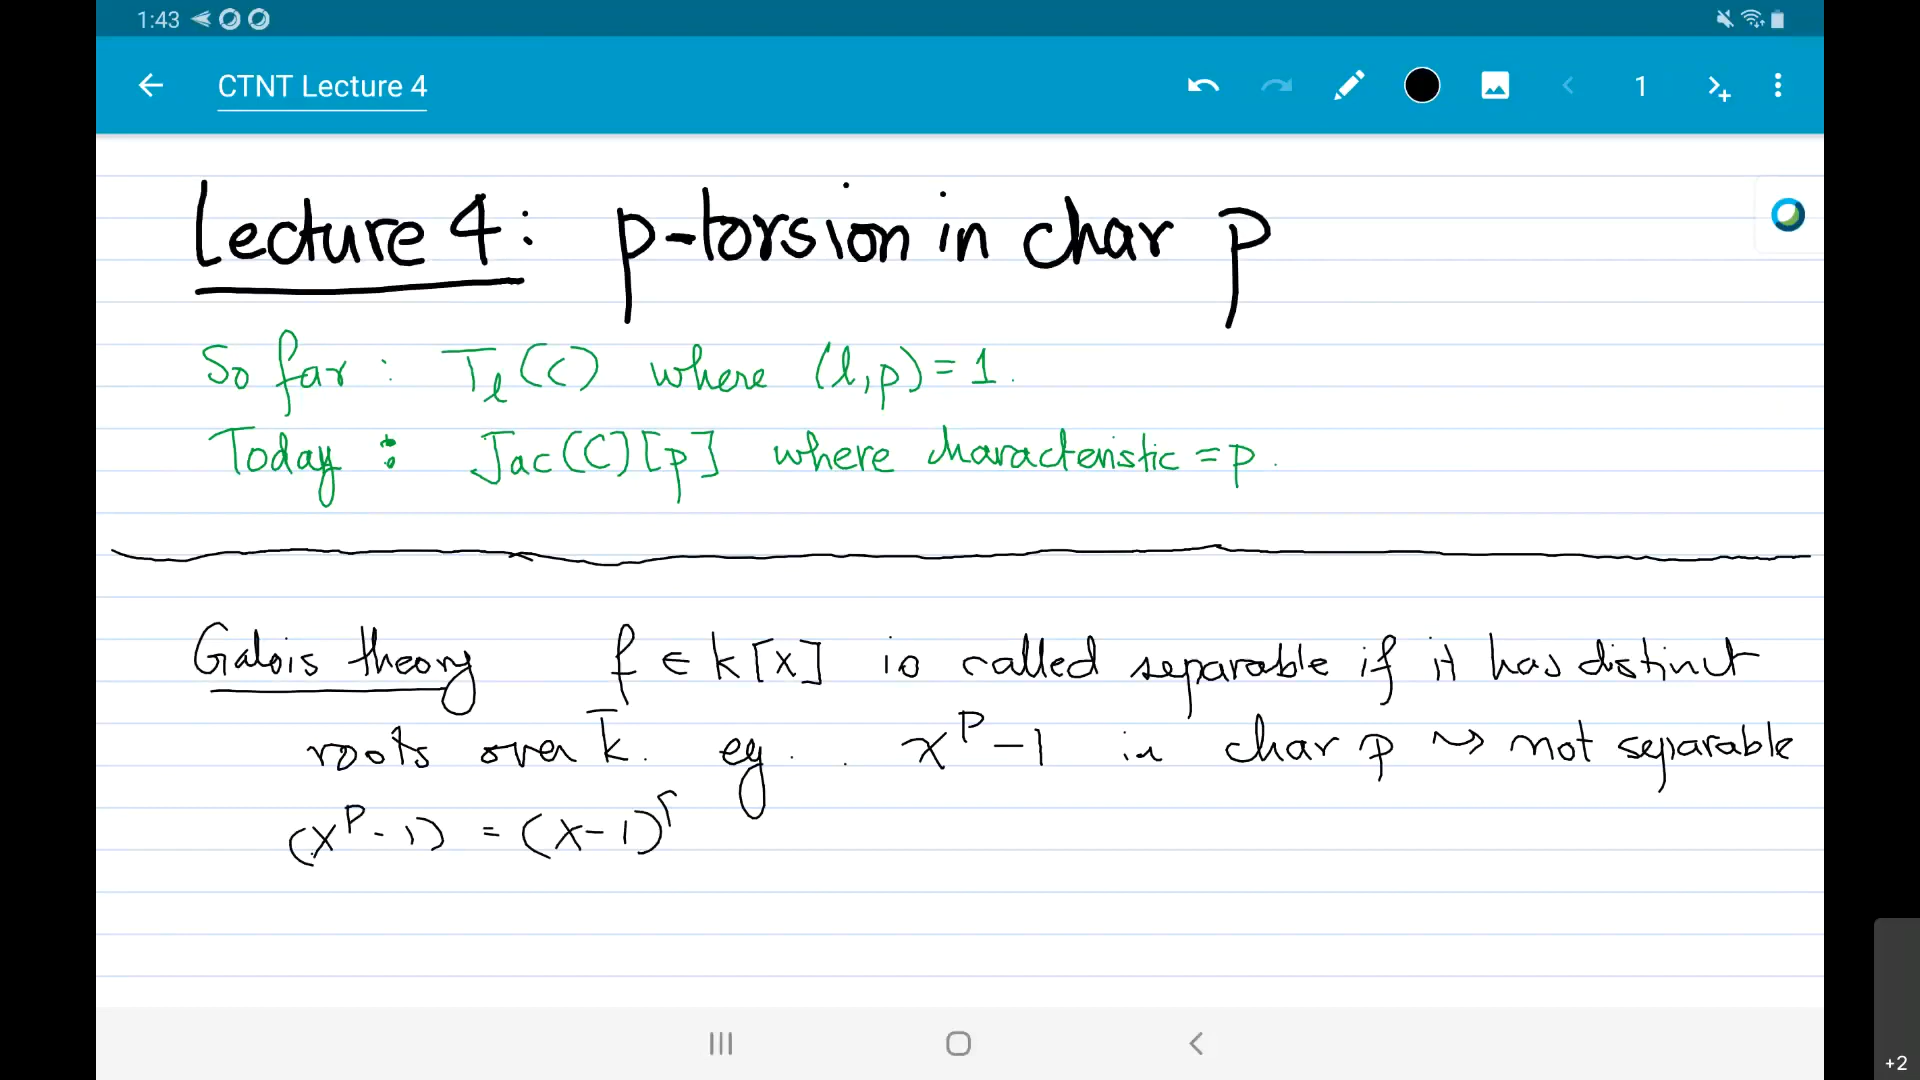 1:43
CTNT Lecture 4
1
Lecture 4: p-torsion in char p
So far : T_ℓ(C) where (ℓ,p)=1.
Today : Jac(C)[p] where characteristic = p.
Galois theory f ∈ k[x] is called separable if it has distinct
roots over k̄. eg. . x^p - 1 in char p ⇝ not separable
(x^p - 1) = (x - 1)^p
+2